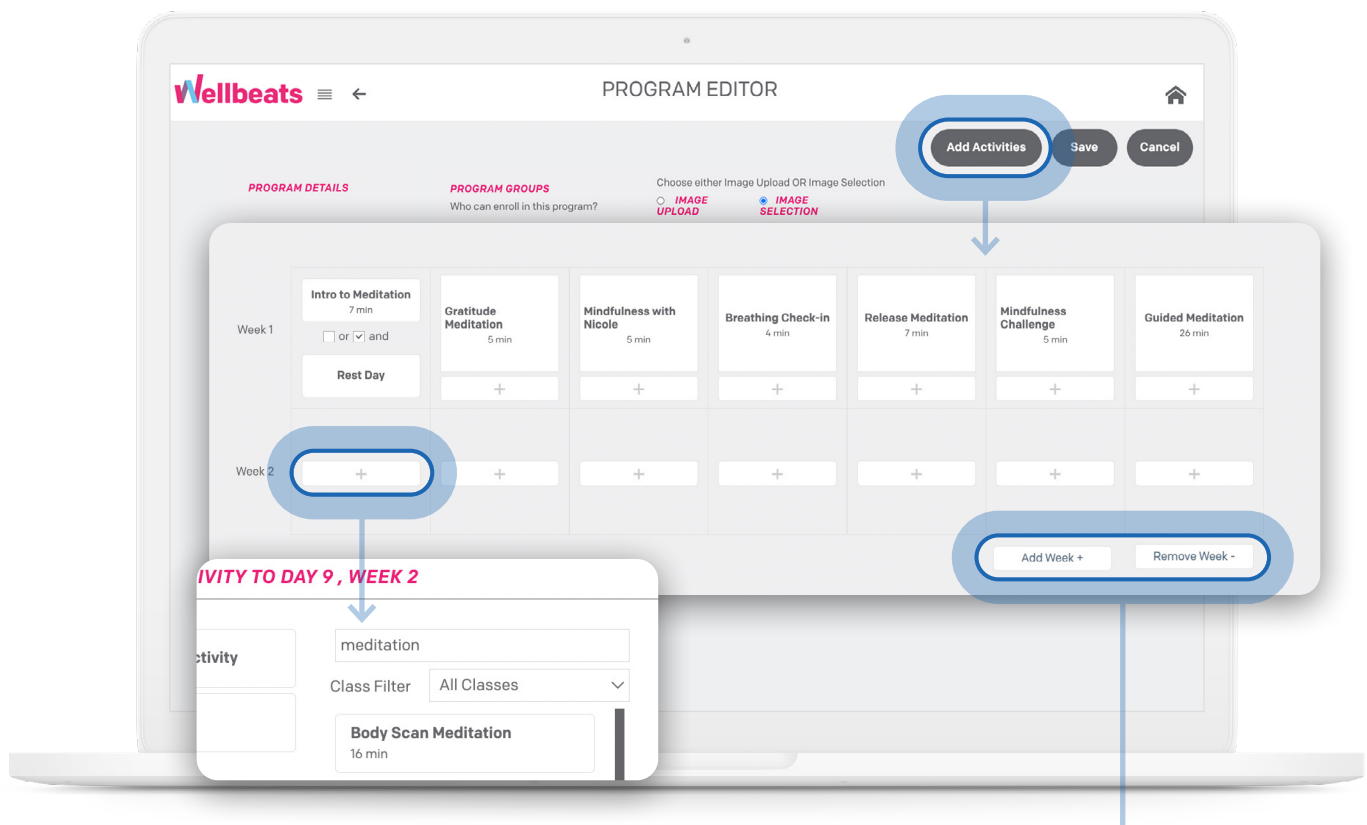 Wellbeats
PROGRAM EDITOR
Add Activities
Save
Cancel
PROGRAM DETAILS
PROGRAM GROUPS
Who can enroll in this program?
Choose either Image Upload OR Image Selection
IMAGE
UPLOAD
IMAGE
SELECTION
Week 1
Intro to Meditation
7 min
or and
Rest Day
Gratitude
Meditation
5 min
+
Mindfulness with
Nicole
5 min
+
Breathing Check-in
4 min
+
Release Meditation
7 min
+
Mindfulness
Challenge
5 min
+
Guided Meditation
26 min
+
Week 2
+
+
+
+
+
+
+
Add Week +
Remove Week -
IVITY TO DAY 9 , WEEK 2
ctivity
meditation
Class Filter
All Classes
Body Scan Meditation
16 min